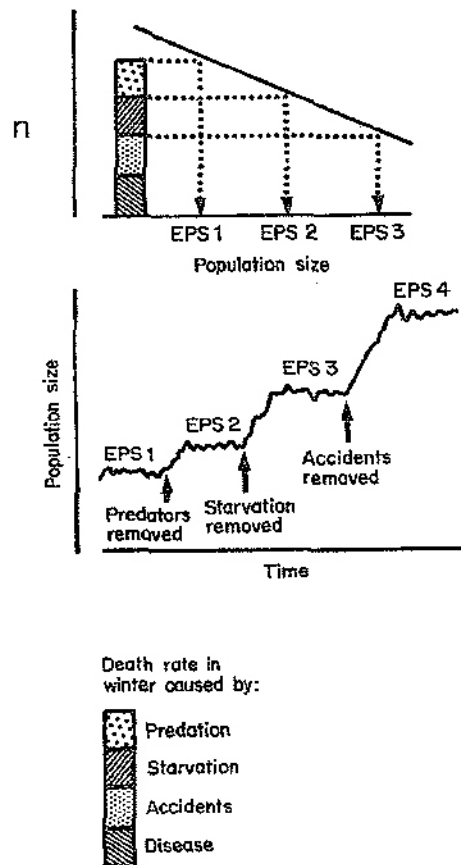 n
EPS 1 EPS 2 EPS 3
Population size
Population size
EPS 1
EPS 2
EPS 3
EPS 4
Predators
removed
Starvation
removed
Accidents
removed
Time
Death rate in
winter caused by:
Predation
Starvation
Accidents
Disease